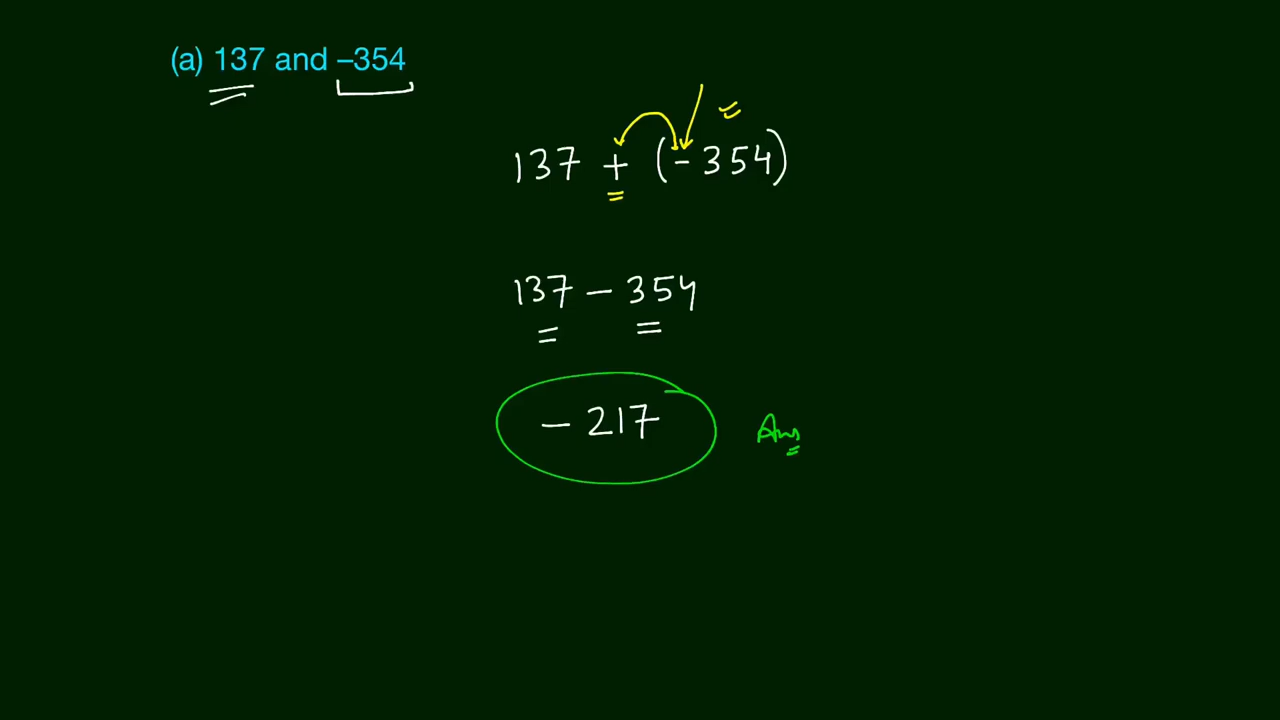 (a) 137 and –354
137 + (-354)
137 – 354
– 217 Ans